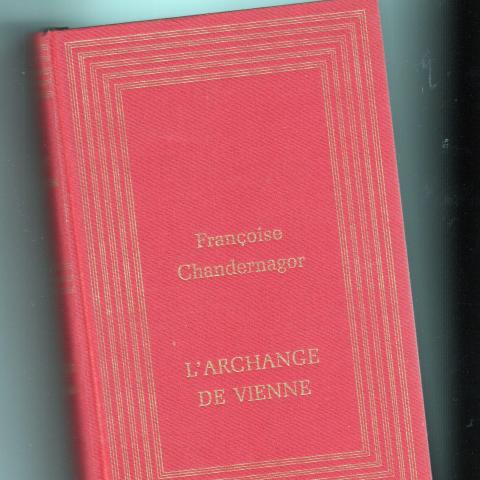 Françoise
Chandernagor
L'ARCHANGE
DE VIENNE